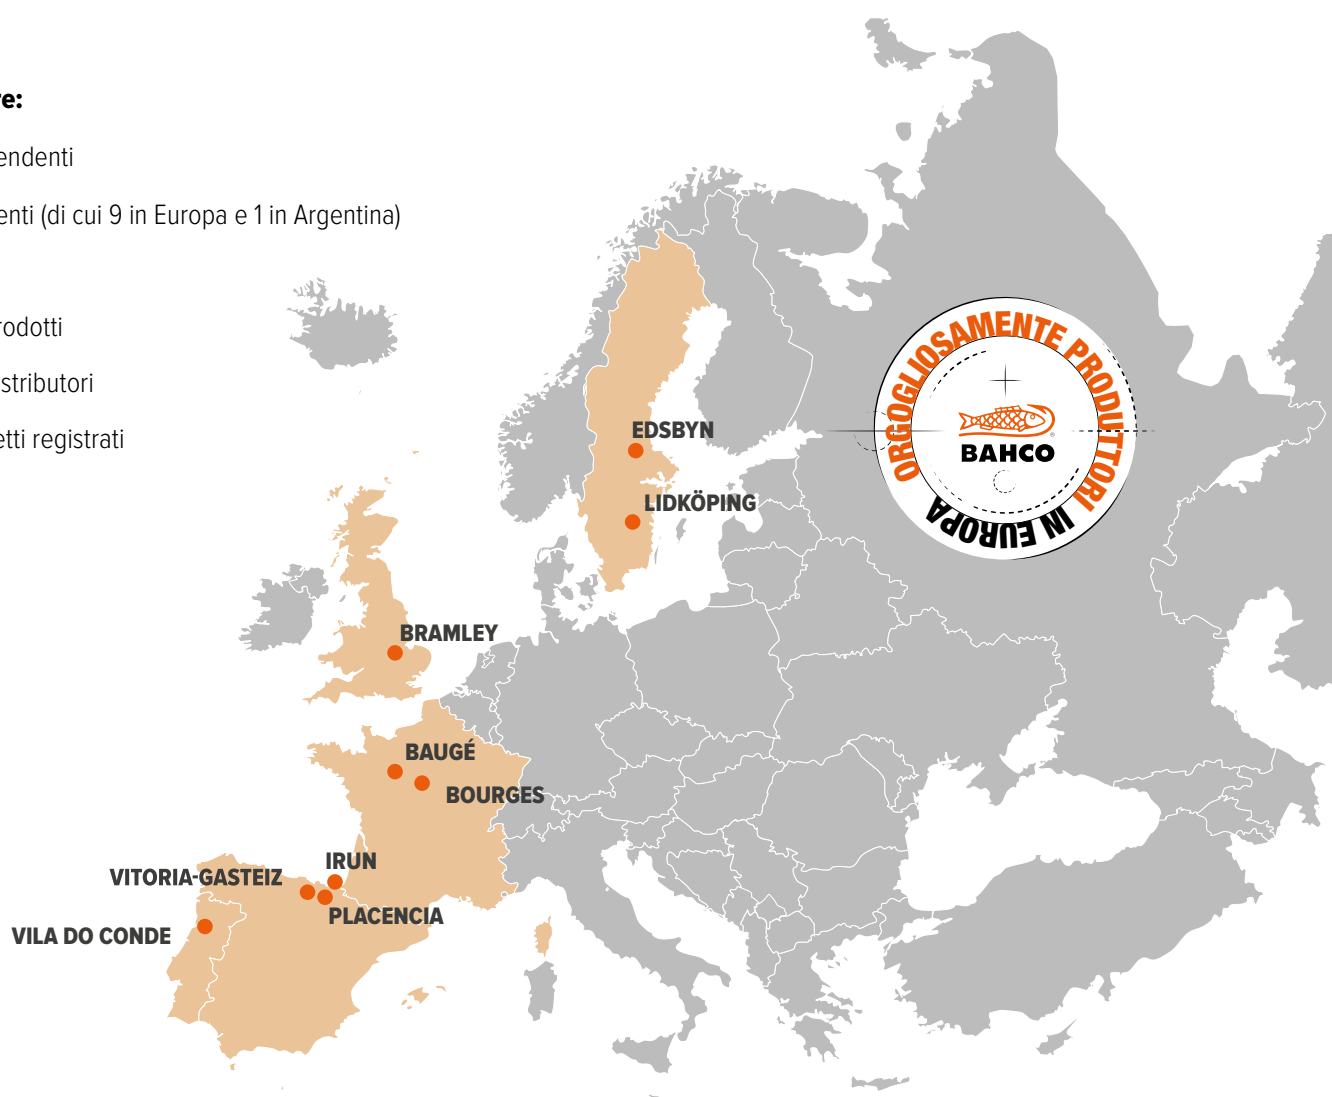 re:
endenti
enti (di cui 9 in Europa e 1 in Argentina)
rodotti
stributori
etti registrati
ORGOGLIOSAMENTE PRODUTTORI
IN EUROPA
BAHCO
®
EDSBYN
LIDKÖPING
BRAMLEY
BAUGÉ
BOURGES
IRUN
VITORIA-GASTEIZ
PLACENCIA
VILA DO CONDE